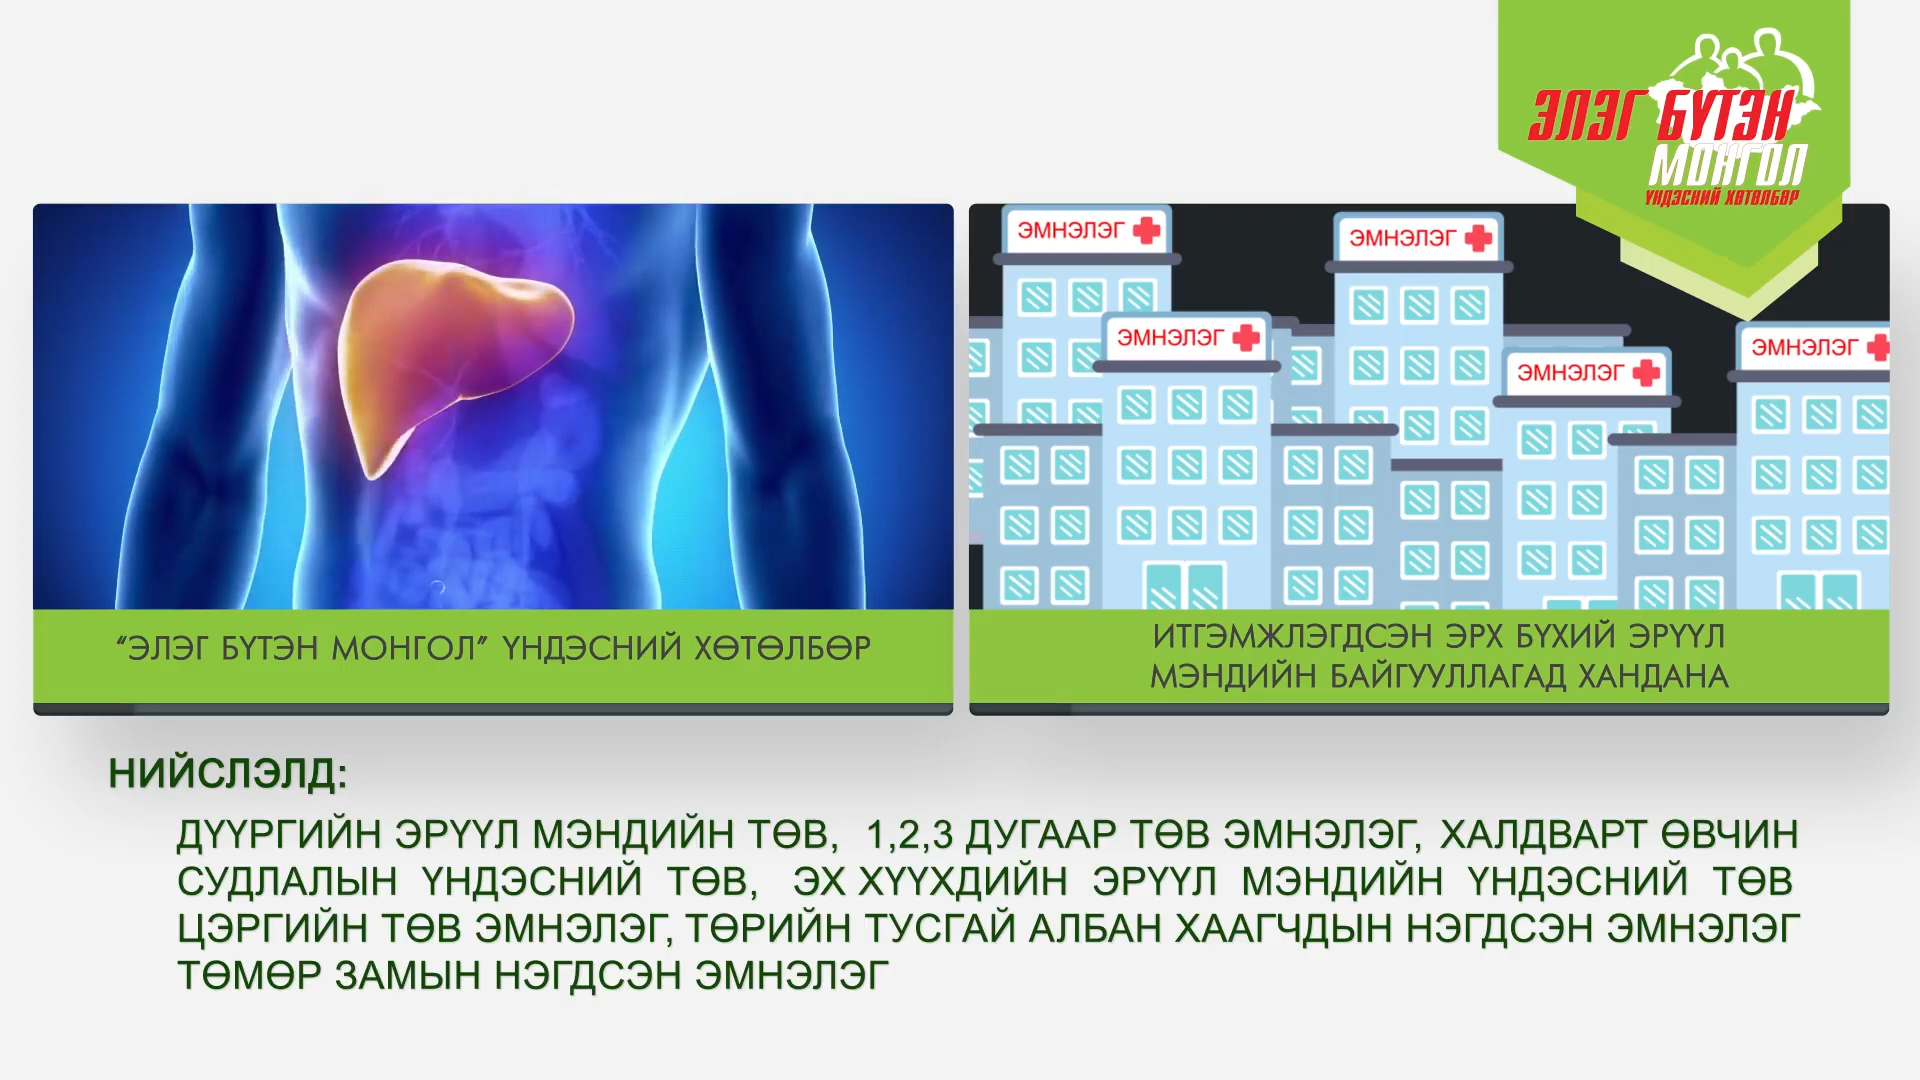 ЭЛЭГ БҮТЭН
МОНГОЛ
ҮНДЭСНИЙ ХӨТӨЛБӨР
ЭМНЭЛЭГ
ЭМНЭЛЭГ
ЭМНЭЛЭГ
ЭМНЭЛЭГ
ЭМНЭЛЭГ
“ЭЛЭГ БҮТЭН МОНГОЛ” ҮНДЭСНИЙ ХӨТӨЛБӨР
ИТГЭМЖЛЭГДСЭН ЭРХ БҮХИЙ ЭРҮҮЛ
МЭНДИЙН БАЙГУУЛЛАГАД ХАНДАНА
НИЙСЛЭЛД:
ДҮҮРГИЙН ЭРҮҮЛ МЭНДИЙН ТӨВ, 1,2,3 ДУГААР ТӨВ ЭМНЭЛЭГ, ХАЛДВАРТ ӨВЧИН
СУДЛАЛЫН ҮНДЭСНИЙ ТӨВ, ЭХ ХҮҮХДИЙН ЭРҮҮЛ МЭНДИЙН ҮНДЭСНИЙ ТӨВ
ЦЭРГИЙН ТӨВ ЭМНЭЛЭГ, ТӨРИЙН ТУСГАЙ АЛБАН ХААГЧДЫН НЭГДСЭН ЭМНЭЛЭГ
ТӨМӨР ЗАМЫН НЭГДСЭН ЭМНЭЛЭГ